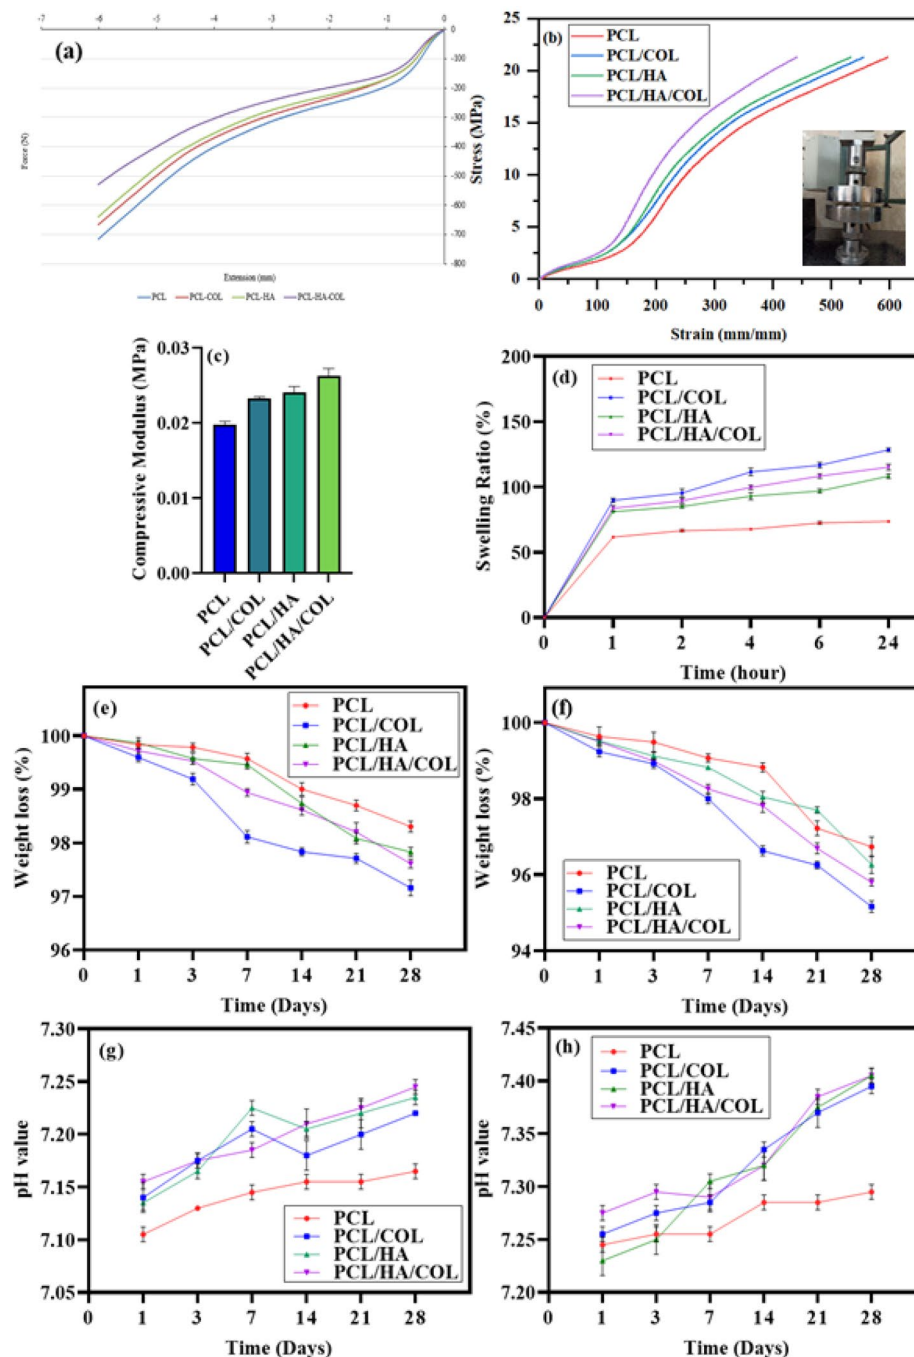 -7 -6 -5 -4 -3 -2 -1 0
(a)
0
-100
-200
-300
-400
-500
-600
-700
-800
Force (N)
Extension (mm)
PCL PCL-COL PCL-HA PCL-HA-COL
(b)
PCL
PCL/COL
PCL/HA
PCL/HA/COL
Stress (MPa)
25
20
15
10
5
0
0 100 200 300 400 500 600
Strain (mm/mm)
(c)
Compressive Modulus (MPa)
0.03
0.02
0.01
0.00
PCL
PCL/COL
PCL/HA
PCL/HA/COL
(d)
PCL
PCL/COL
PCL/HA
PCL/HA/COL
Swelling Ratio (%)
200
150
100
50
0
0 1 2 4 6 24
Time (hour)
(e)
PCL
PCL/COL
PCL/HA
PCL/HA/COL
Weight loss (%)
100
99
98
97
96
0 1 3 7 14 21 28
Time (Days)
(f)
PCL
PCL/COL
PCL/HA
PCL/HA/COL
Weight loss (%)
100
98
96
94
0 1 3 7 14 21 28
Time (Days)
(g)
PCL
PCL/COL
PCL/HA
PCL/HA/COL
pH value
7.30
7.25
7.20
7.15
7.10
7.05
0 1 3 7 14 21 28
Time (Days)
(h)
PCL
PCL/COL
PCL/HA
PCL/HA/COL
pH value
7.45
7.40
7.35
7.30
7.25
7.20
0 1 3 7 14 21 28
Time (Days)